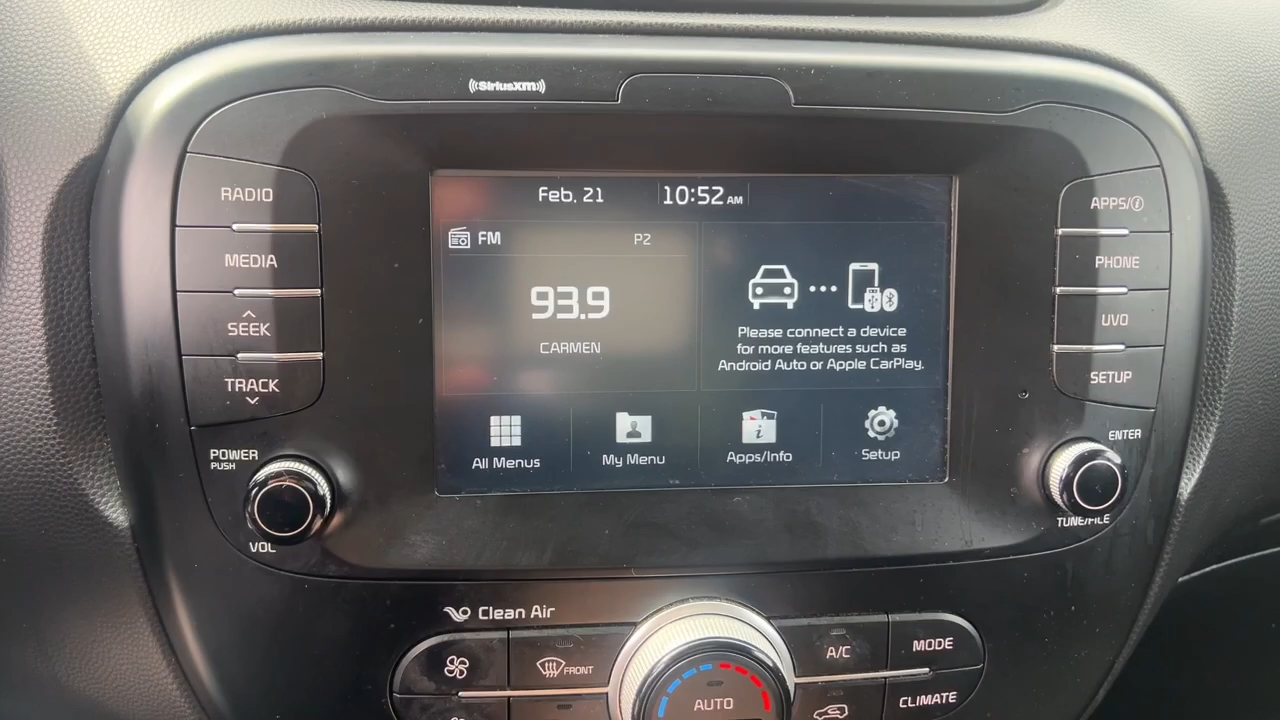 SiriusXM
RADIO
MEDIA
SEEK
TRACK
POWER
PUSH
VOL
Feb. 21
10:52 AM
FM
P2
93.9
CARMEN
Please connect a device
for more features such as
Android Auto or Apple CarPlay.
All Menus
My Menu
Apps/Info
Setup
APPS/i
PHONE
UVO
SETUP
ENTER
TUNE/FILE
Clean Air
FRONT
AUTO
A/C
MODE
CLIMATE